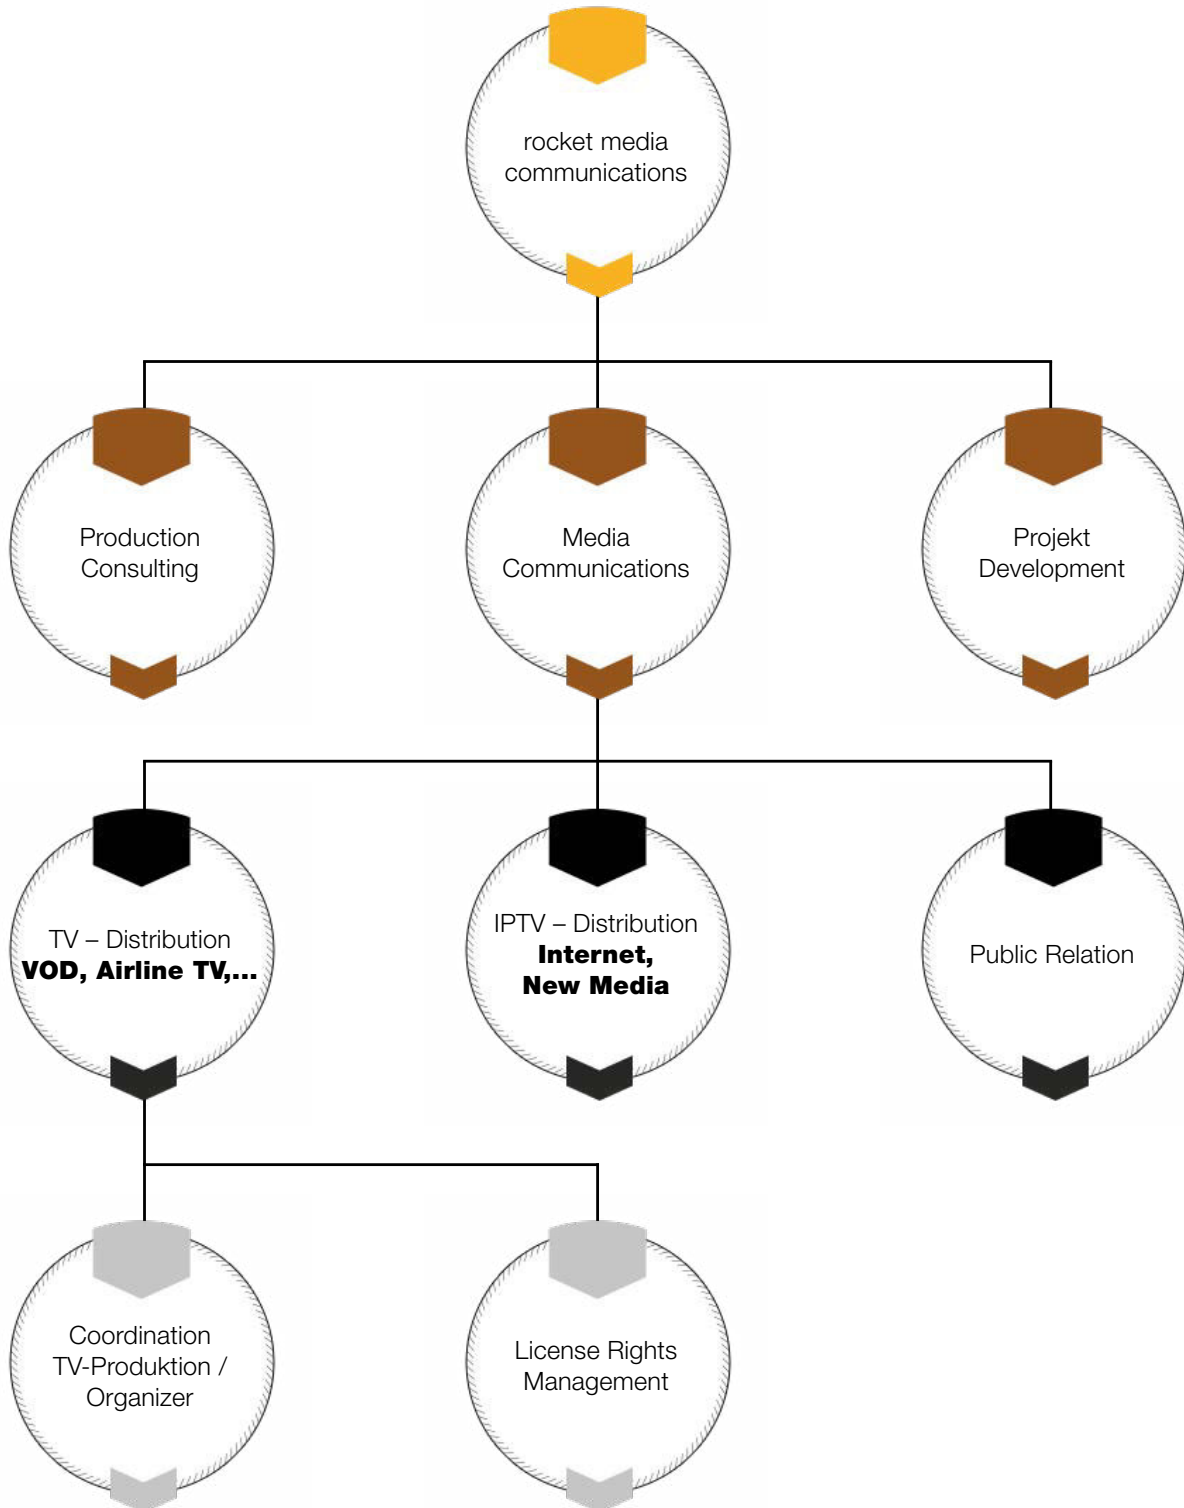 rocket media
communications
Production
Consulting
Media
Communications
Projekt
Development
TV – Distribution
VOD, Airline TV,...
IPTV – Distribution
Internet,
New Media
Public Relation
Coordination
TV-Produktion /
Organizer
License Rights
Management